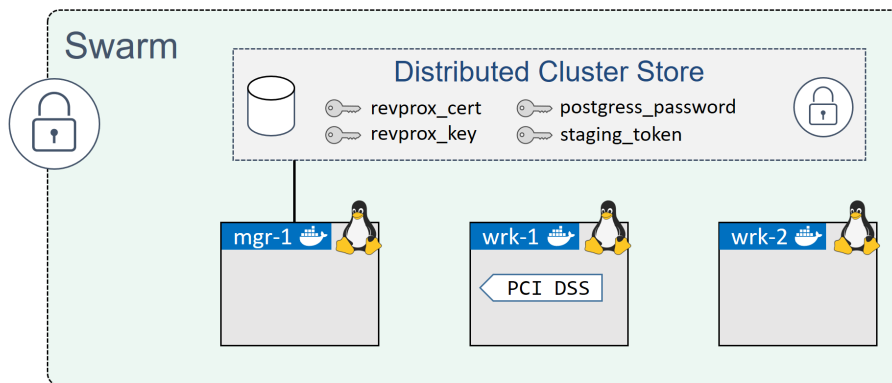 Swarm
Distributed Cluster Store
revprox_cert
postgress_password
revprox_key
staging_token
mgr-1
wrk-1
wrk-2
PCI DSS